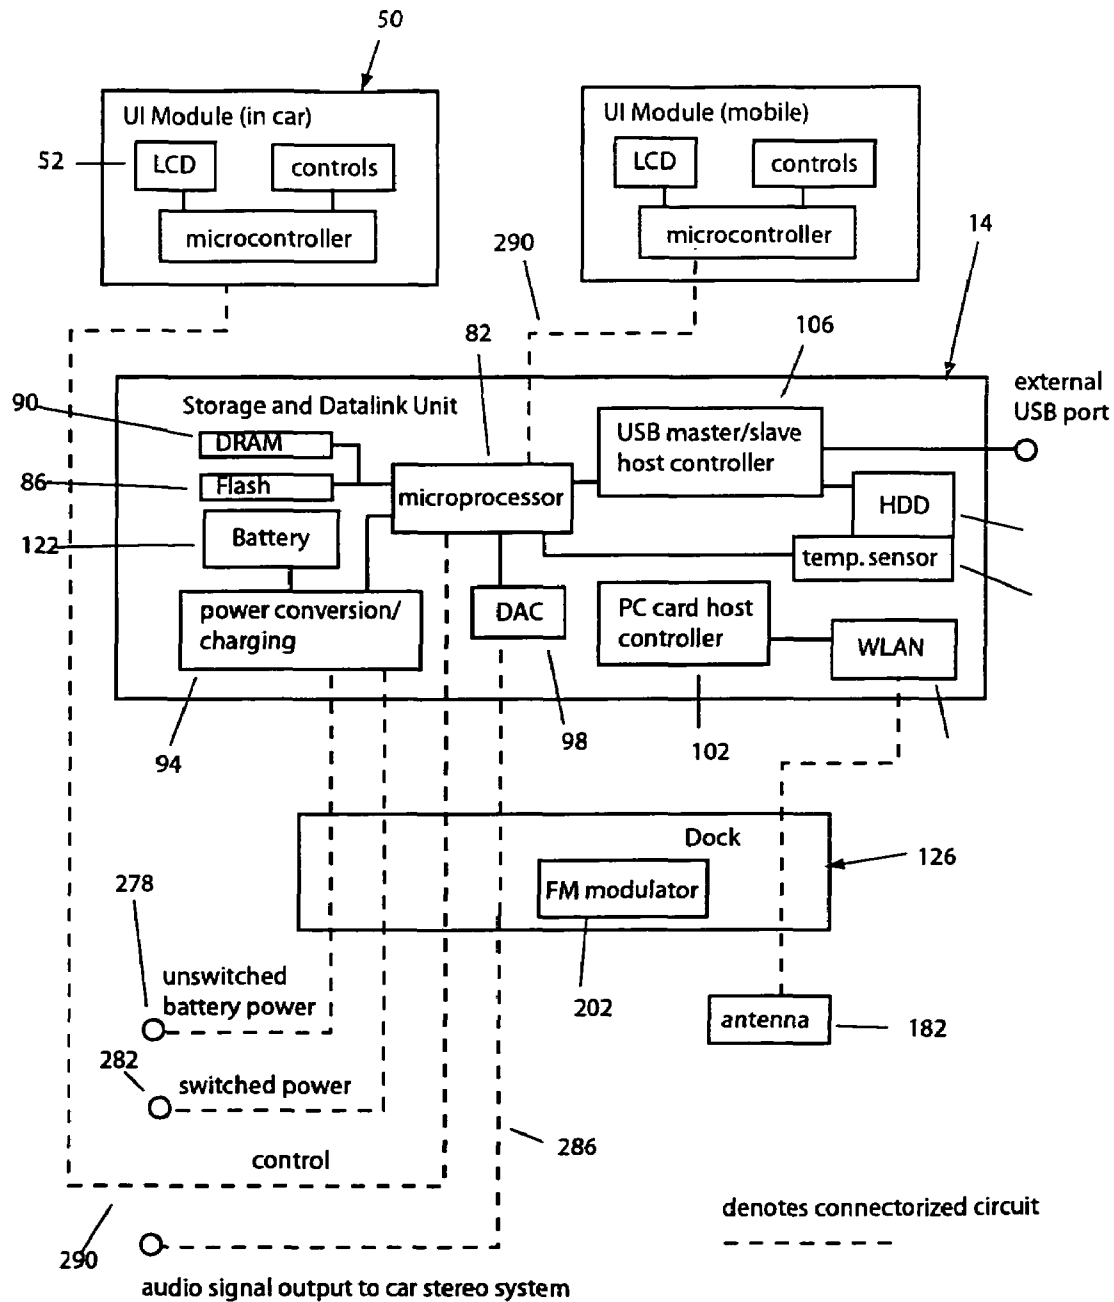 50
UI Module (in car)
52
LCD
controls
microcontroller
UI Module (mobile)
LCD
controls
microcontroller
290
14
82
106
external
USB port
Storage and Datalink Unit
90
DRAM
86
Flash
122
Battery
microprocessor
USB master/slave
host controller
HDD
temp. sensor
power conversion/
charging
DAC
PC card host
controller
WLAN
94
98
102
Dock
126
FM modulator
202
278
unswitched
battery power
antenna
182
282
switched power
286
control
290
denotes connectorized circuit
audio signal output to car stereo system